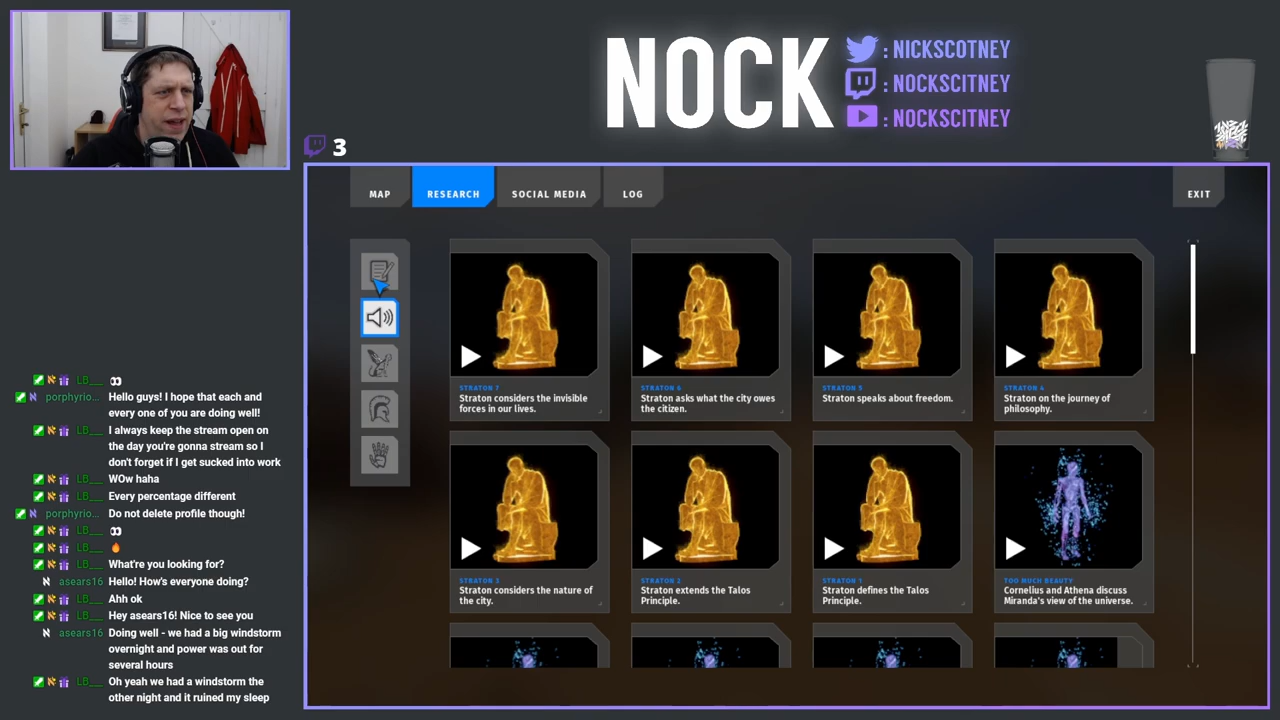 NOCK
: NICKSCOTNEY
: NOCKSCITNEY
: NOCKSCITNEY
3
MAP
RESEARCH
SOCIAL MEDIA
LOG
EXIT
STRATON 7
Straton considers the invisible
forces in our lives.
STRATON 6
Straton asks what the city owes
the citizen.
STRATON 5
Straton speaks about freedom.
STRATON 4
Straton on the journey of
philosophy.
STRATON 3
Straton considers the nature of
the city.
STRATON 2
Straton extends the Talos
Principle.
STRATON 1
Straton defines the Talos
Principle.
TOO MUCH BEAUTY
Cornelius and Athena discuss
Miranda's view of the universe.
LB__
porphyrio... Hello guys! I hope that each and
every one of you are doing well!
LB__ I always keep the stream open on
the day you're gonna stream so I
don't forget if I get sucked into work
LB__ WOw haha
LB__ Every percentage different
porphyrio... Do not delete profile though!
LB__
LB__
LB__ What're you looking for?
asears16 Hello! How's everyone doing?
LB__ Ahh ok
LB__ Hey asears16! Nice to see you
asears16 Doing well - we had a big windstorm
overnight and power was out for
several hours
LB__ Oh yeah we had a windstorm the
other night and it ruined my sleep